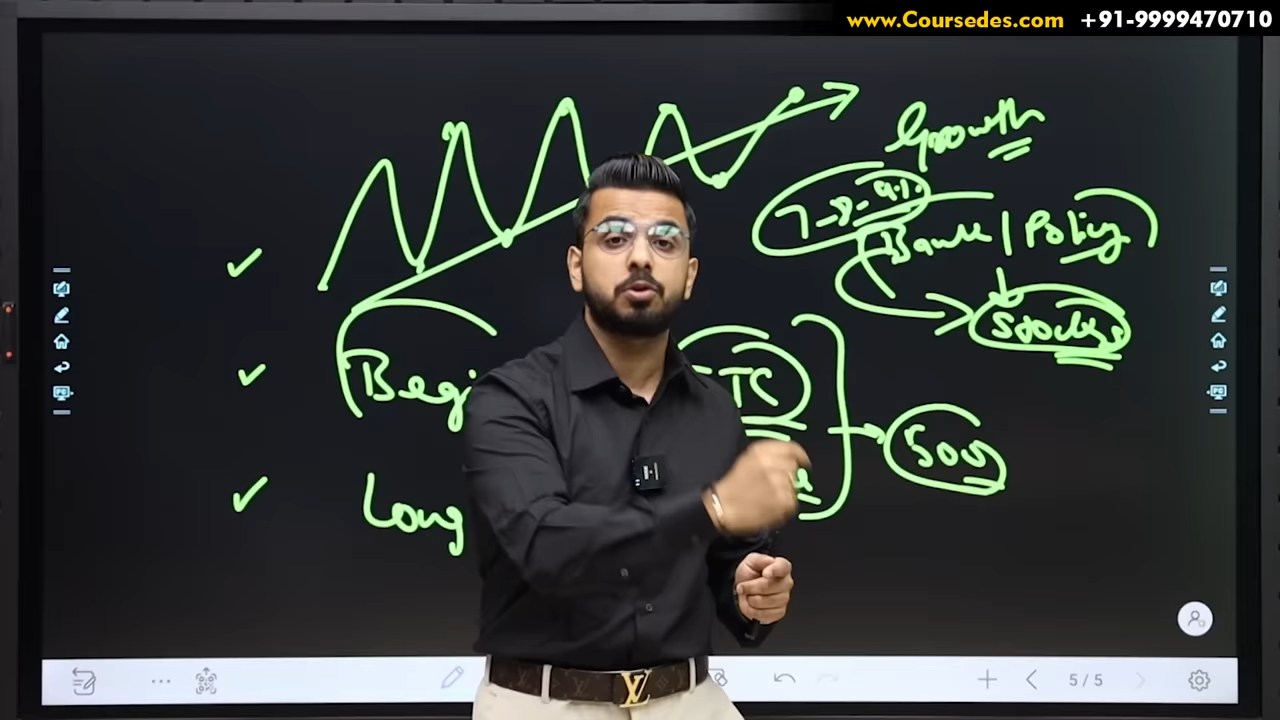 www.Coursedes.com +91-9999470710
Growth
7-8-9%
Bank | Policy
Stocks
Begi
TC
500
Long
LV
5/5